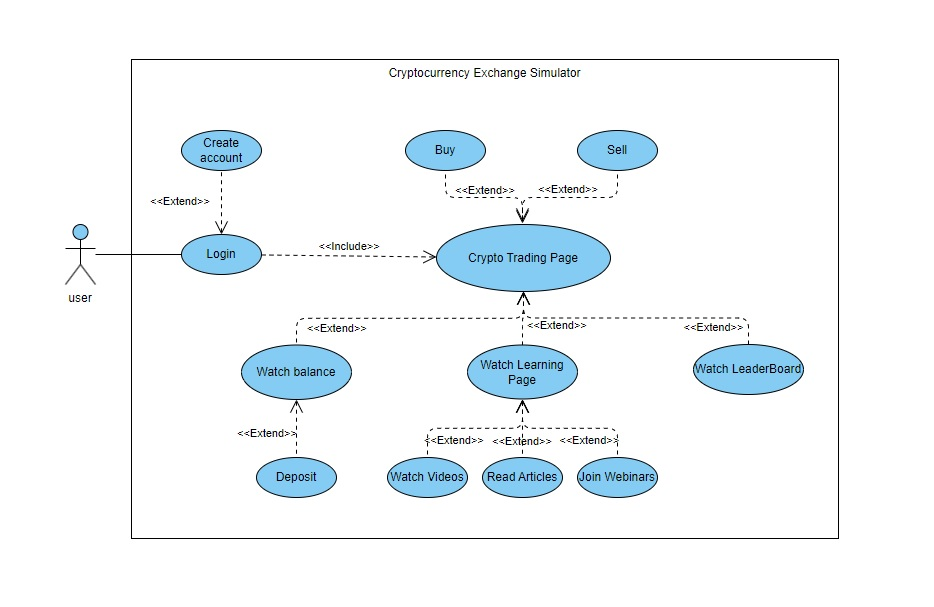 Cryptocurrency Exchange Simulator
Create
account
Buy
Sell
<<Extend>>
<<Extend>>
<<Extend>>
user
Login
<<Include>>
Crypto Trading Page
<<Extend>>
<<Extend>>
<<Extend>>
Watch balance
Watch Learning
Page
Watch LeaderBoard
<<Extend>>
<<Extend>>
<<Extend>>
<<Extend>>
Deposit
Watch Videos
Read Articles
Join Webinars